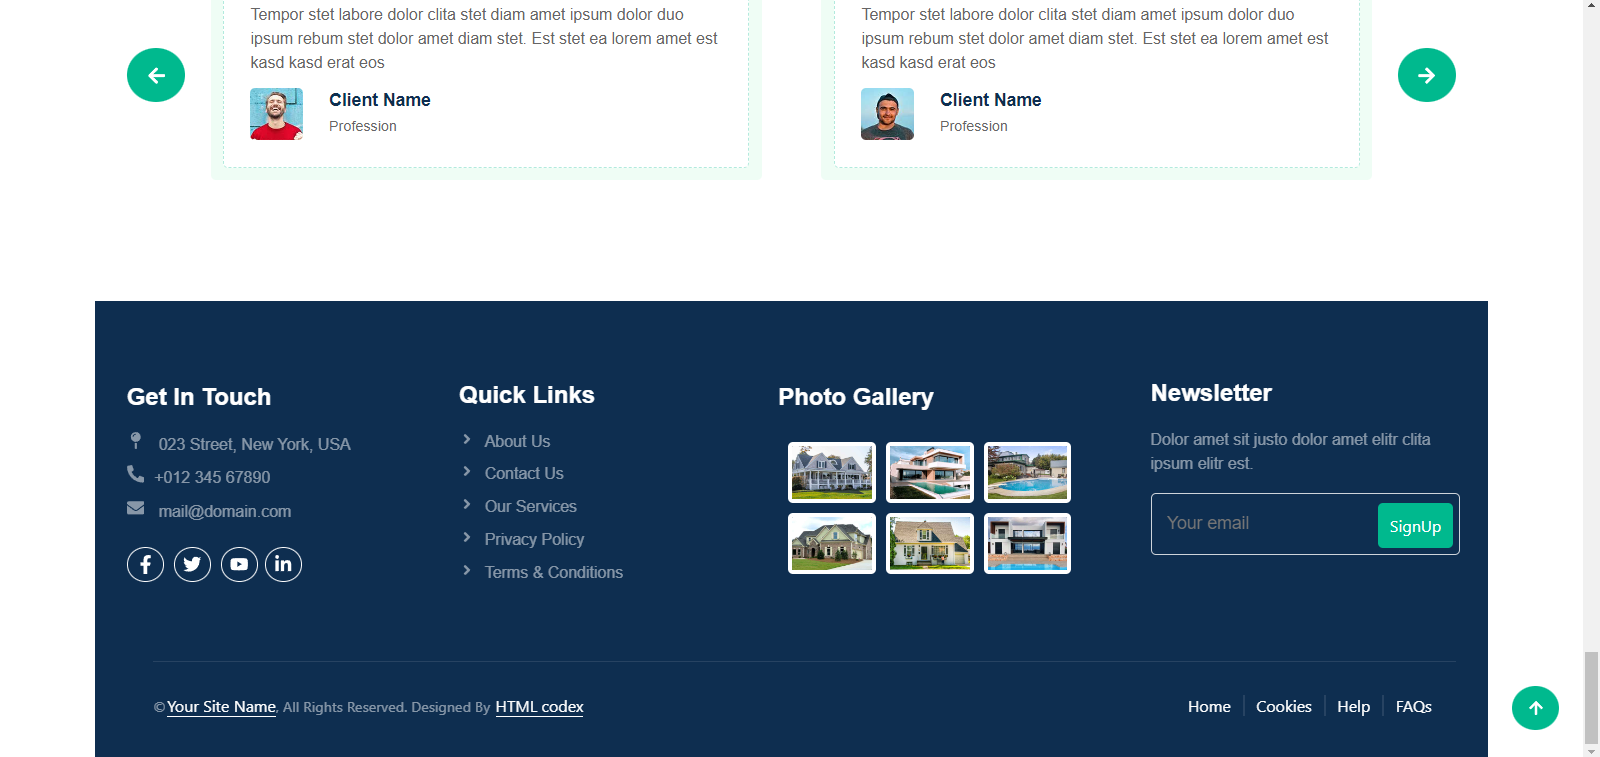 Tempor stet labore dolor clita stet diam amet ipsum dolor duo
ipsum rebum stet dolor amet diam stet. Est stet ea lorem amet est
kasd kasd erat eos
Client Name
Profession
Tempor stet labore dolor clita stet diam amet ipsum dolor duo
ipsum rebum stet dolor amet diam stet. Est stet ea lorem amet est
kasd kasd erat eos
Client Name
Profession
Get In Touch
023 Street, New York, USA
+012 345 67890
mail@domain.com
Quick Links
About Us
Contact Us
Our Services
Privacy Policy
Terms & Conditions
Photo Gallery
Newsletter
Dolor amet sit justo dolor amet elitr clita
ipsum elitr est.
Your email
SignUp
© Your Site Name, All Rights Reserved. Designed By HTML codex
Home
Cookies
Help
FAQs